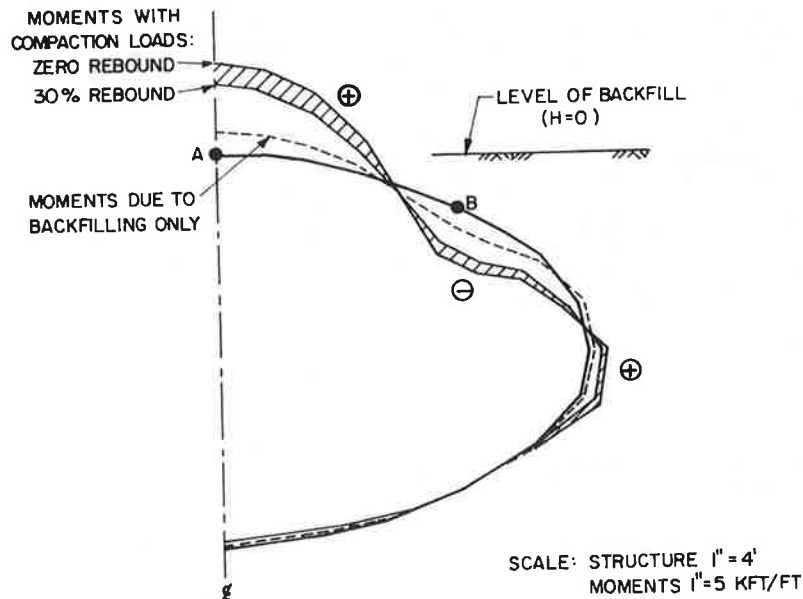 MOMENTS WITH
COMPACTION LOADS:
ZERO REBOUND
30% REBOUND
+
LEVEL OF BACKFILL
(H=0)
A
B
MOMENTS DUE TO
BACKFILLING ONLY
−
+
SCALE: STRUCTURE 1" = 4'
MOMENTS 1"=5 KFT/FT
℄